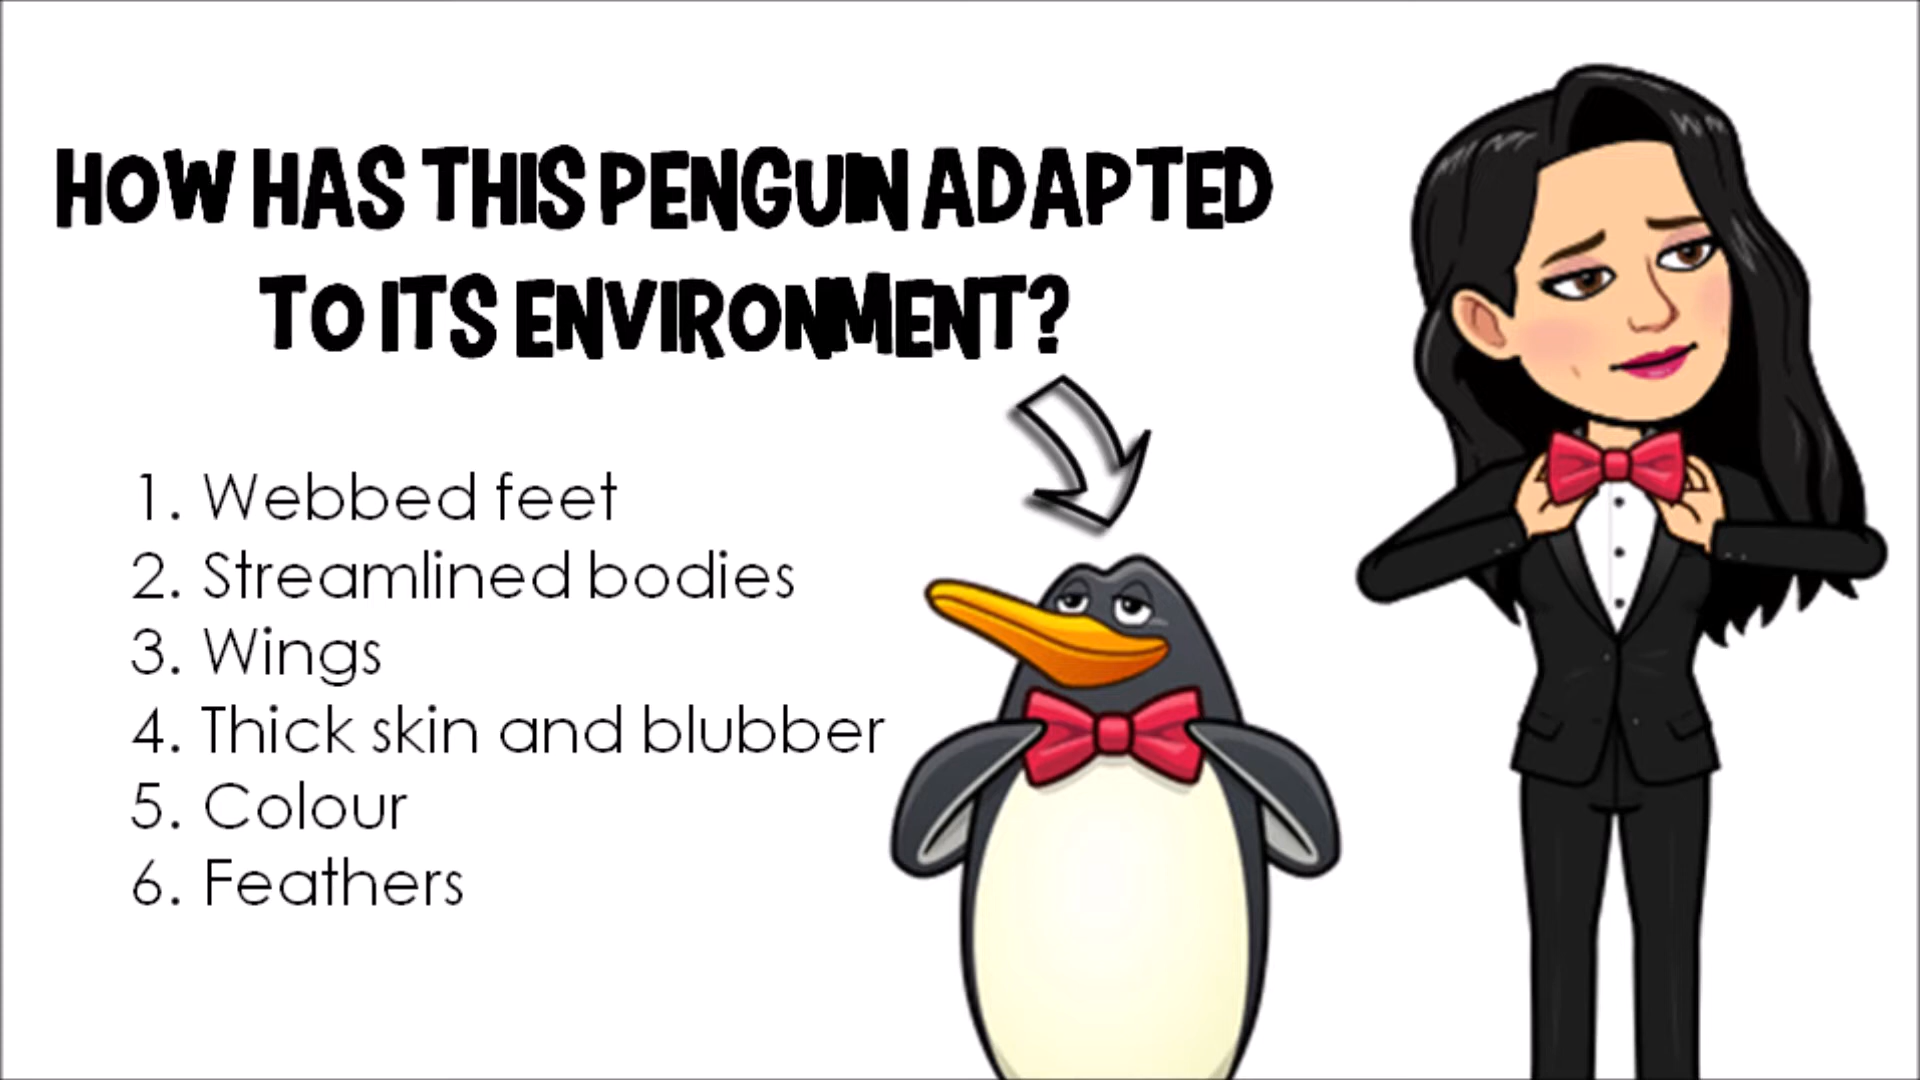 HOW HAS THIS PENGUIN ADAPTED
TO ITS ENVIRONMENT?
1. Webbed feet
2. Streamlined bodies
3. Wings
4. Thick skin and blubber
5. Colour
6. Feathers